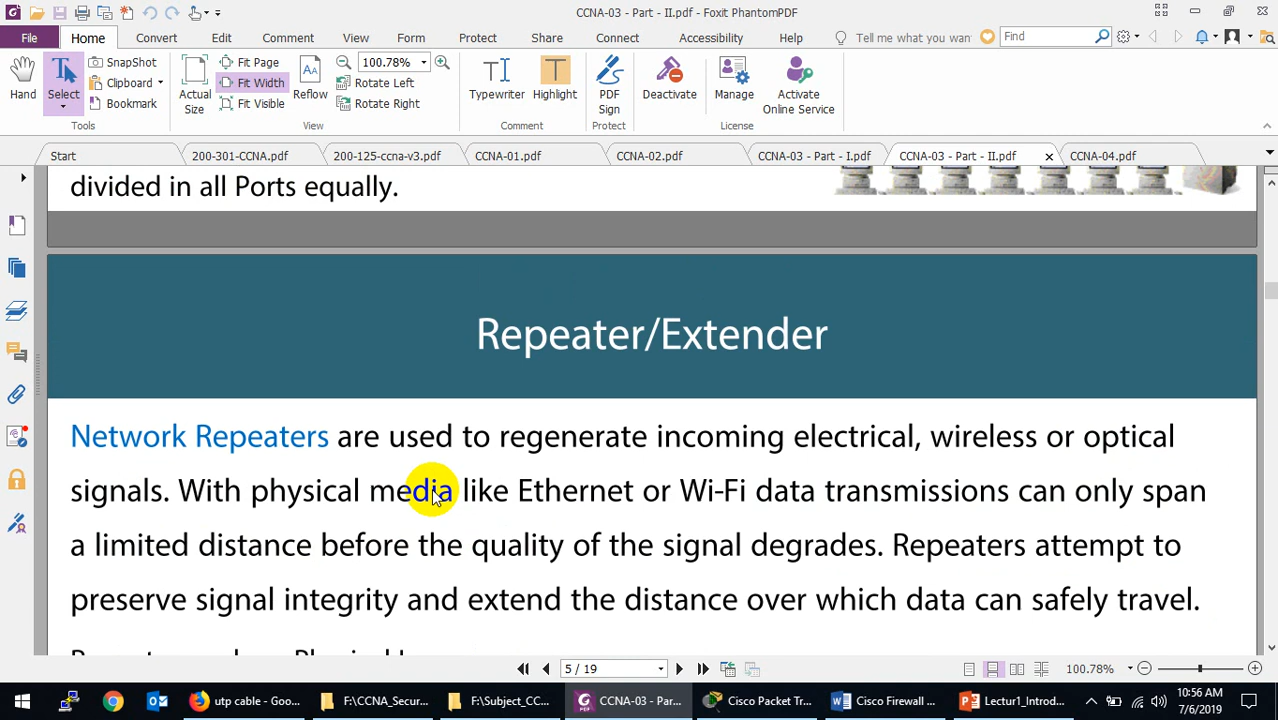 CCNA-03 - Part - II.pdf - Foxit PhantomPDF
File Home Convert Edit Comment View Form Protect Share Connect Accessibility Help Tell me what you want Find
Hand
Select
Tools
SnapShot
Clipboard
Bookmark
Actual Size
Fit Page
Fit Width
Fit Visible
Reflow
100.78%
Rotate Left
Rotate Right
View
Typewriter
Highlight
Comment
PDF Sign
Protect
Deactivate
Manage
License
Activate Online Service
Start 200-301-CCNA.pdf 200-125-ccna-v3.pdf CCNA-01.pdf CCNA-02.pdf CCNA-03 - Part - I.pdf CCNA-03 - Part - II.pdf CCNA-04.pdf
divided in all Ports equally.
Repeater/Extender
Network Repeaters are used to regenerate incoming electrical, wireless or optical
signals. With physical media like Ethernet or Wi-Fi data transmissions can only span
a limited distance before the quality of the signal degrades. Repeaters attempt to
preserve signal integrity and extend the distance over which data can safely travel.
5 / 19 100.78%
utp cable - Goo... F:\CCNA_Secur... F:\Subject_CC... CCNA-03 - Par... Cisco Packet Tr... Cisco Firewall ... Lectur1_Introd...
10:56 AM
7/6/2019